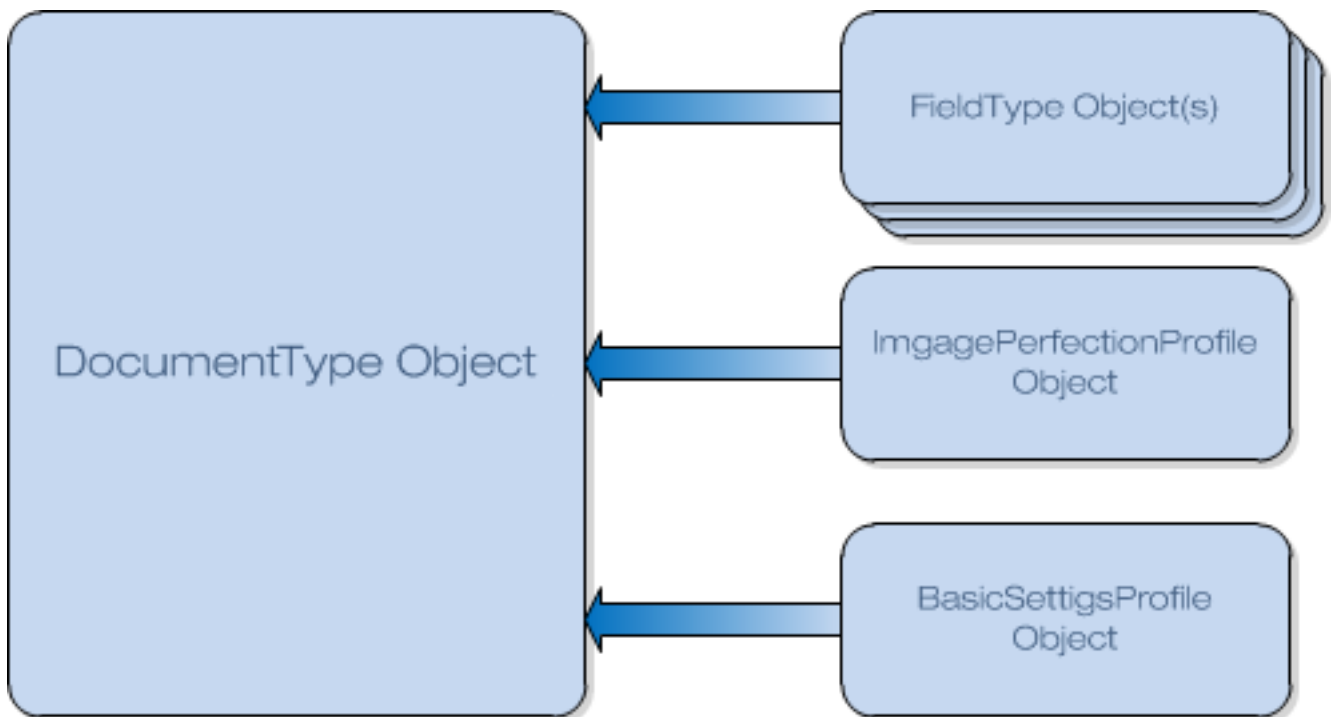 DocumentType Object
FieldType Object(s)
ImgagePerfectionProfile
Object
BasicSettigsProfile
Object